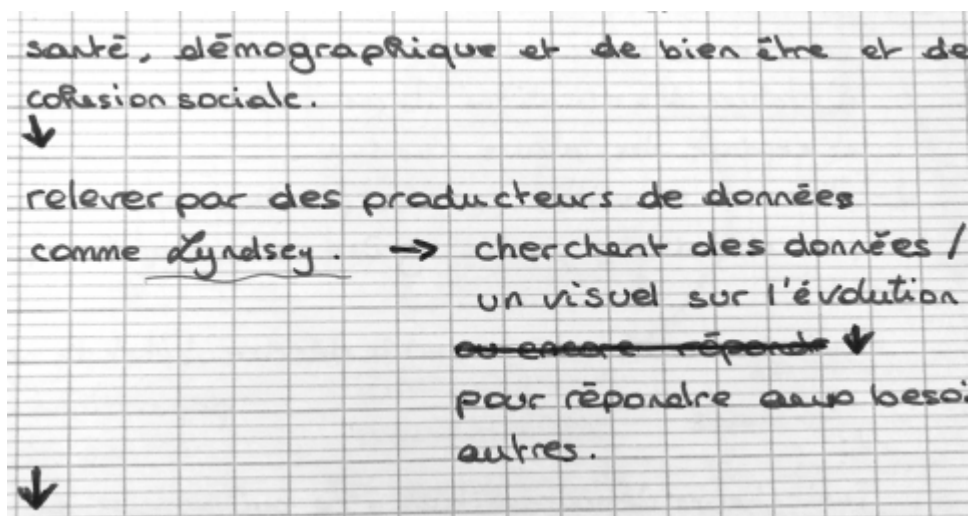 santé, démographique et de bien être et de
cohésion sociale.
↓
relever par des producteurs de données
comme Lyndsey. → cherchent des données /
un visuel sur l'évolution
ou encore répondr ↓
pour répondre aux besoi
autres.
↓